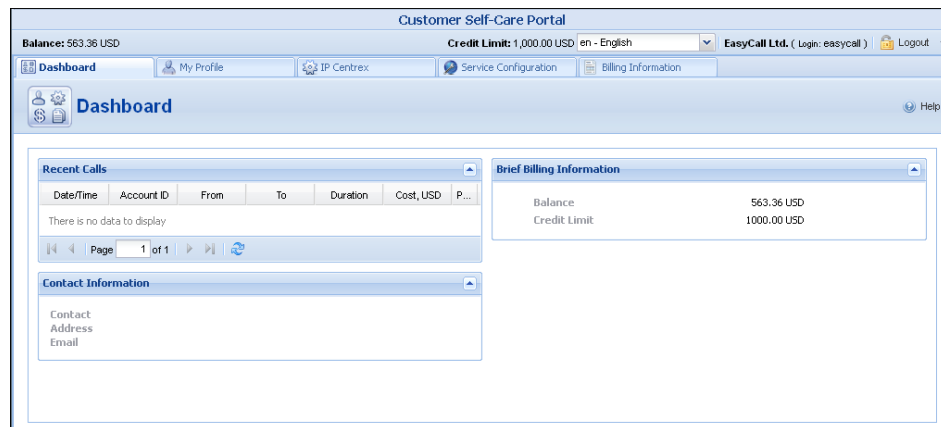 Customer Self-Care Portal
Balance: 563.36 USD Credit Limit: 1,000.00 USD en - English EasyCall Ltd. ( Login: easycall ) Logout
Dashboard My Profile IP Centrex Service Configuration Billing Information
Dashboard Help
Recent Calls Brief Billing Information
Date/Time Account ID From To Duration Cost, USD P...
Balance 563.36 USD
There is no data to display
Credit Limit 1000.00 USD
Page 1 of 1
Contact Information
Contact
Address
Email